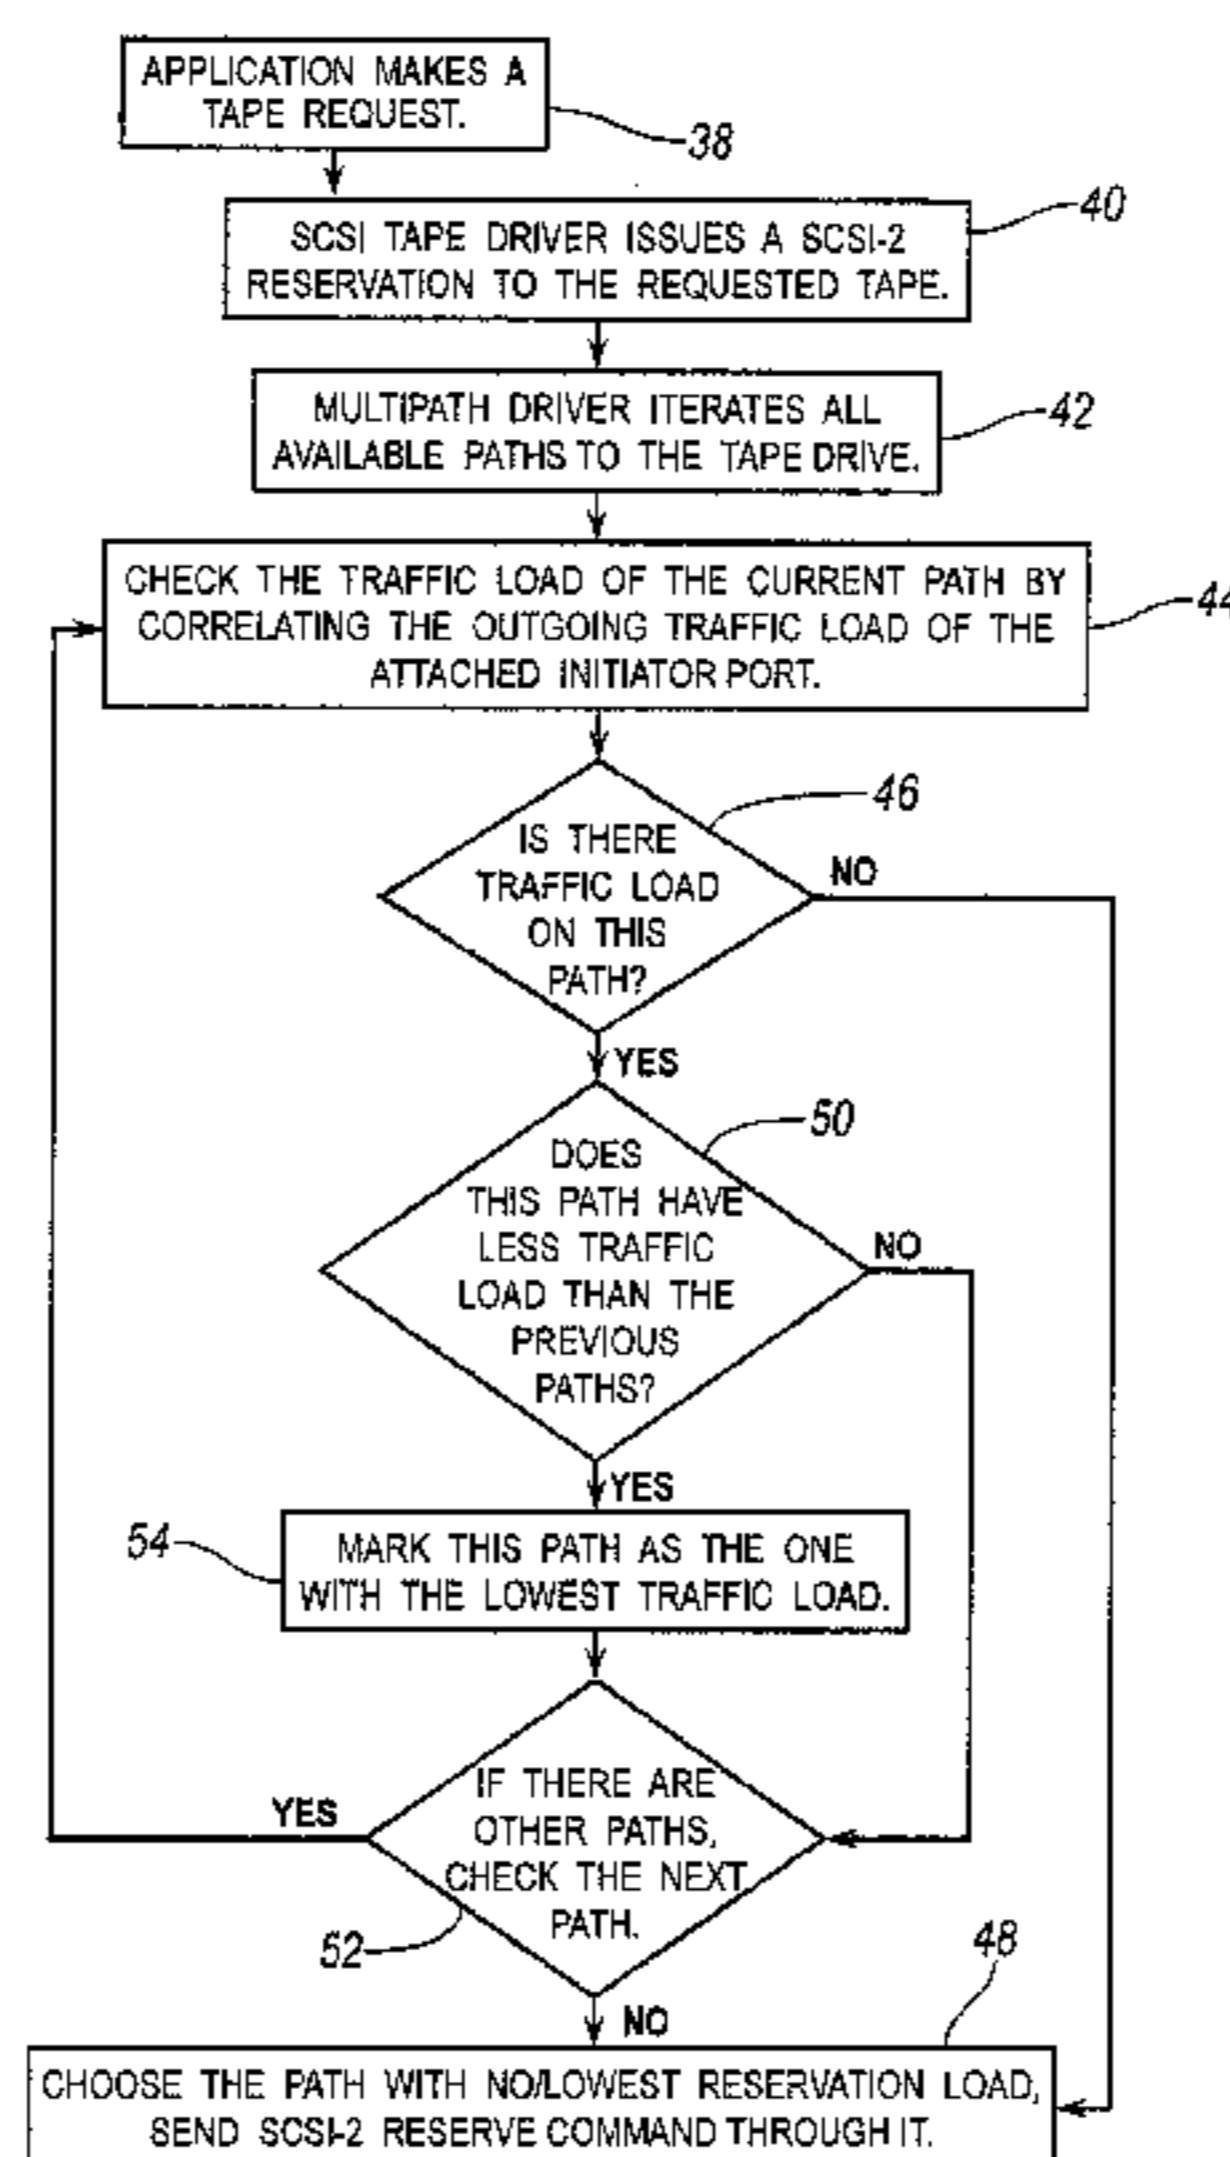 APPLICATION MAKES A
TAPE REQUEST.
38
40
SCSI TAPE DRIVER ISSUES A SCSI-2
RESERVATION TO THE REQUESTED TAPE.
MULTIPATH DRIVER ITERATES ALL
AVAILABLE PATHS TO THE TAPE DRIVE.
42
CHECK THE TRAFFIC LOAD OF THE CURRENT PATH BY
CORRELATING THE OUTGOING TRAFFIC LOAD OF THE
ATTACHED INITIATOR PORT.
44
46
IS THERE
TRAFFIC LOAD
ON THIS
PATH?
NO
YES
50
DOES
THIS PATH HAVE
LESS TRAFFIC
LOAD THAN THE
PREVIOUS
PATHS?
NO
YES
54
MARK THIS PATH AS THE ONE
WITH THE LOWEST TRAFFIC LOAD.
IF THERE ARE
OTHER PATHS,
CHECK THE NEXT
PATH.
YES
52
NO
48
CHOOSE THE PATH WITH NO/LOWEST RESERVATION LOAD,
SEND SCSI-2 RESERVE COMMAND THROUGH IT.